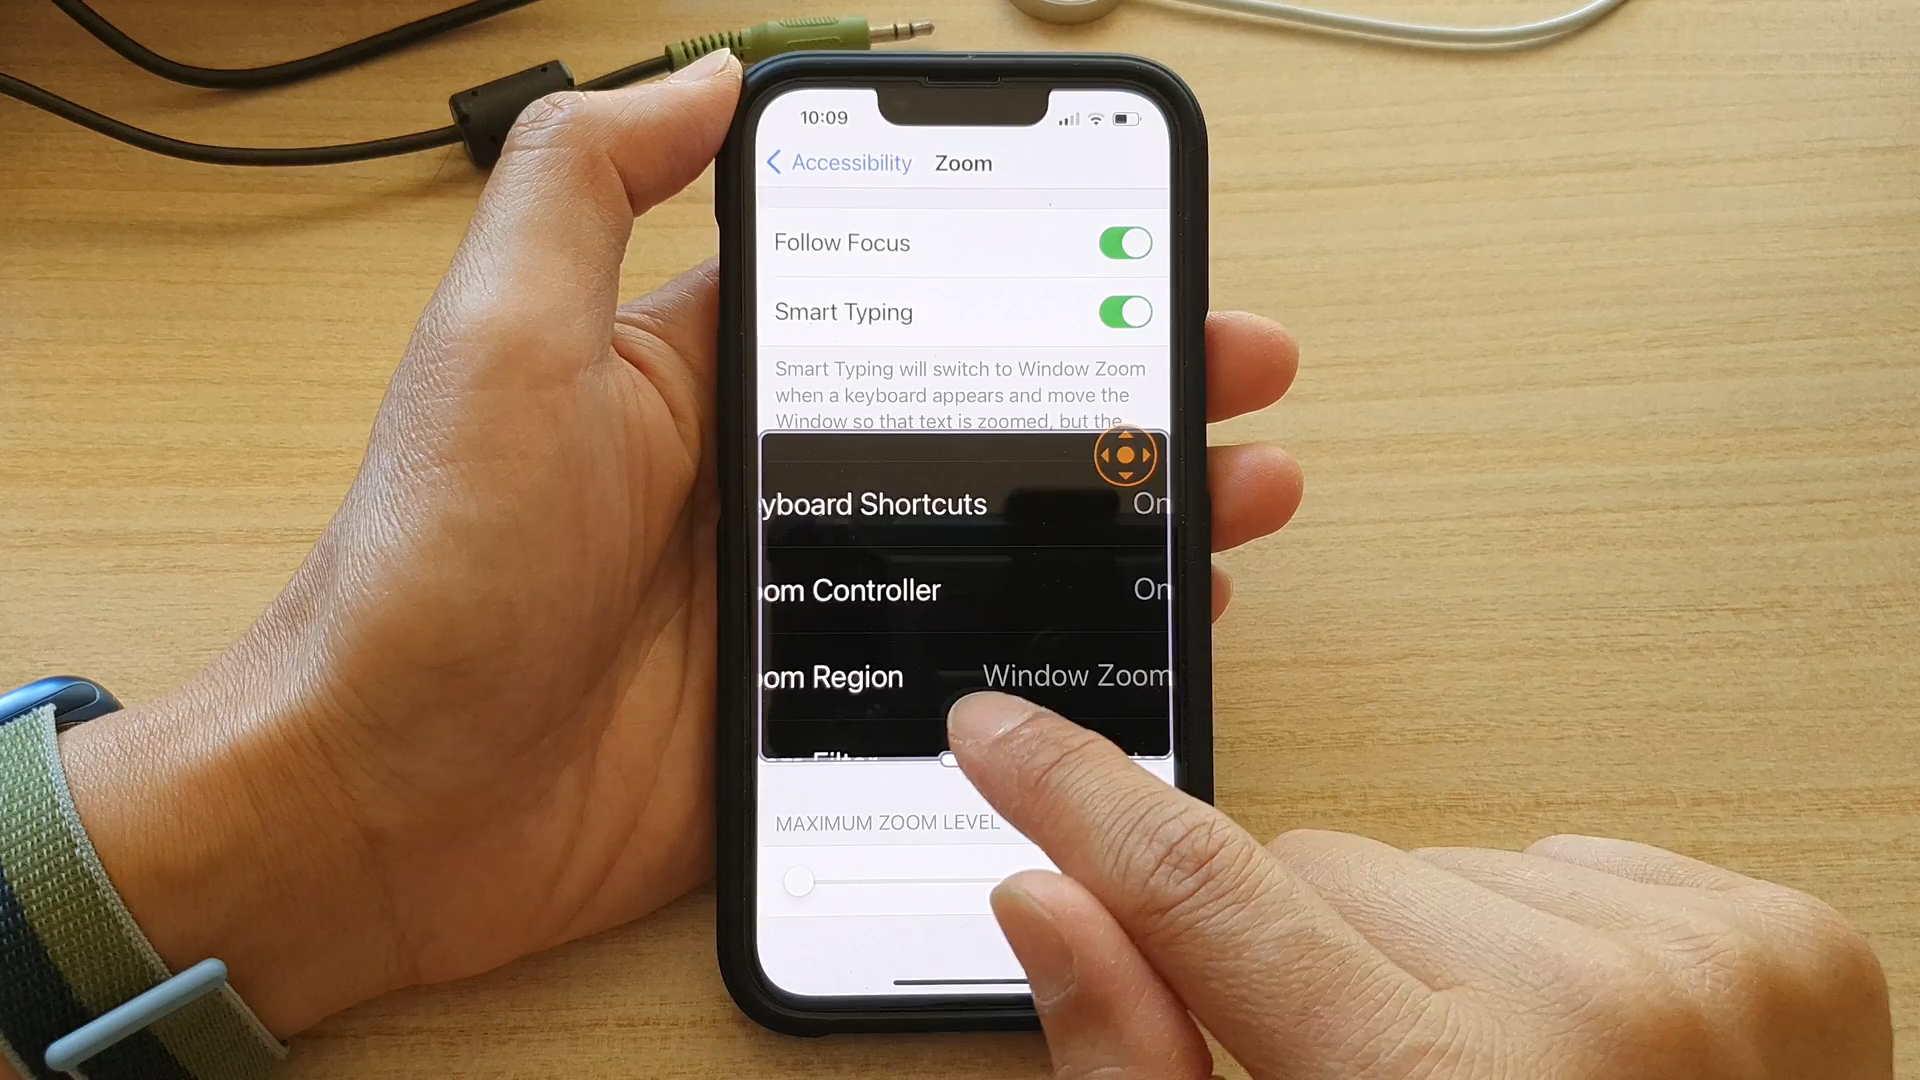 10:09
Accessibility Zoom
Follow Focus
Smart Typing
Smart Typing will switch to Window Zoom
when a keyboard appears and move the
Window so that text is zoomed, but the
yboard Shortcuts On
om Controller On
om Region Window Zoom
MAXIMUM ZOOM LEVEL